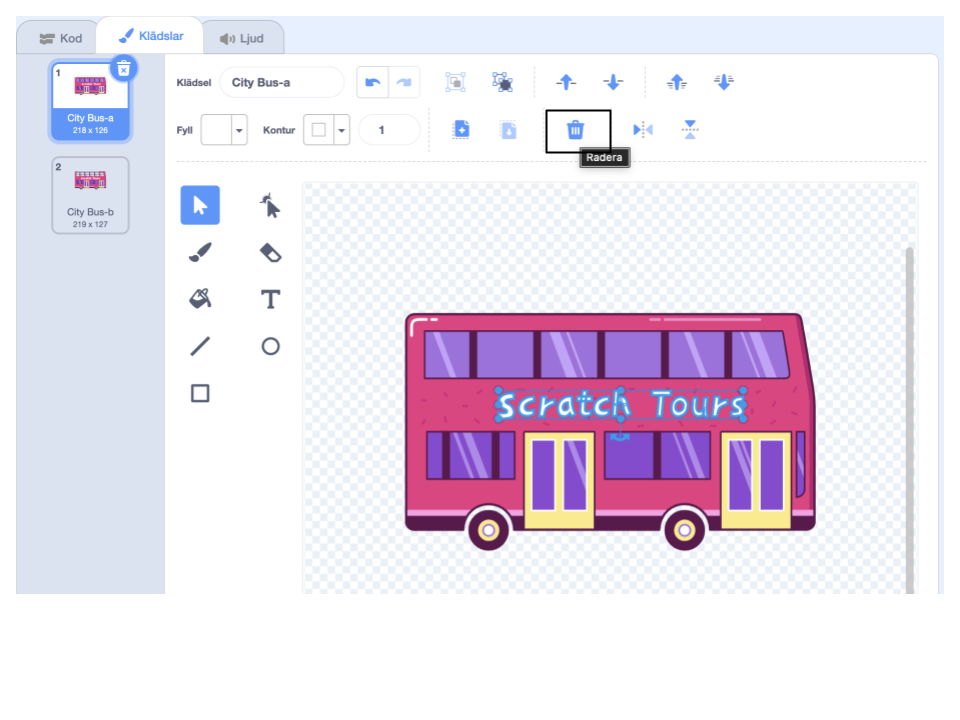 Kod
Klädslar
Ljud
1
City Bus-a
218 x 126
2
City Bus-b
219 x 127
Klädsel
City Bus-a
Fyll
Kontur
1
Radera
T
Scratch Tours